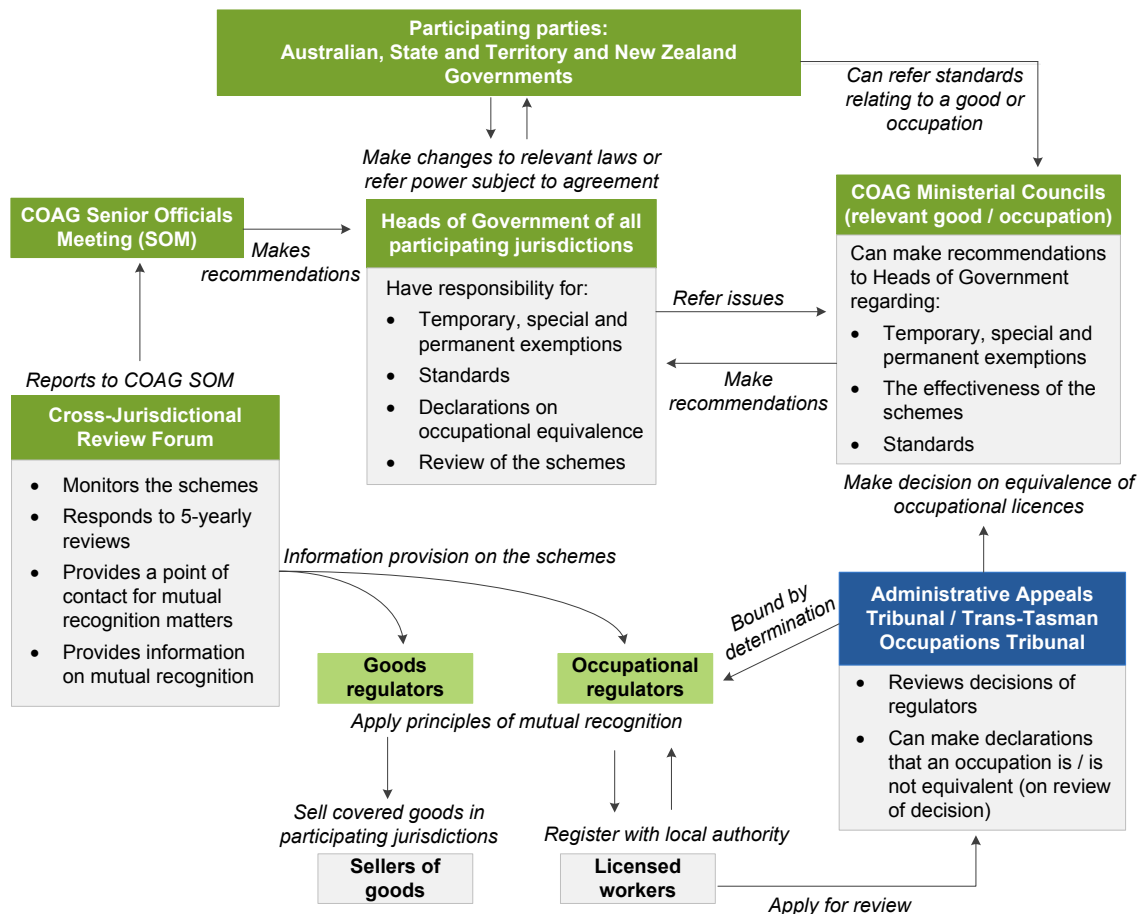 Participating parties:
Australian, State and Territory and New Zealand
Governments
Can refer standards
relating to a good or
occupation
Make changes to relevant laws or
refer power subject to agreement
COAG Senior Officials
Meeting (SOM)
Makes
recommendations
Heads of Government of all
participating jurisdictions
Have responsibility for:
• Temporary, special and
permanent exemptions
• Standards
• Declarations on
occupational equivalence
• Review of the schemes
Refer issues
Make
recommendations
COAG Ministerial Councils
(relevant good / occupation)
Can make recommendations
to Heads of Government
regarding:
• Temporary, special and
permanent exemptions
• The effectiveness of the
schemes
• Standards
Reports to COAG SOM
Cross-Jurisdictional
Review Forum
• Monitors the schemes
• Responds to 5-yearly
reviews
• Provides a point of
contact for mutual
recognition matters
• Provides information
on mutual recognition
Information provision on the schemes
Make decision on equivalence of
occupational licences
Bound by
determination
Administrative Appeals
Tribunal / Trans-Tasman
Occupations Tribunal
• Reviews decisions of
regulators
• Can make declarations
that an occupation is / is
not equivalent (on review
of decision)
Goods
regulators
Occupational
regulators
Apply principles of mutual recognition
Sell covered goods in
participating jurisdictions
Register with local authority
Sellers of
goods
Licensed
workers
Apply for review